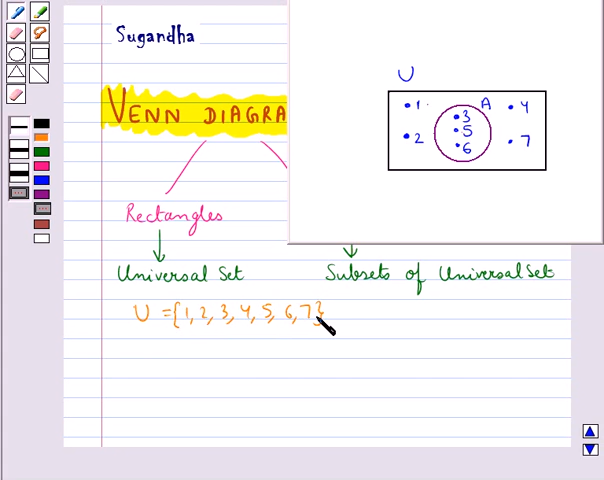 Sugandha
VENN DIAGRA
U
1
A
4
3
5
2
6
7
Rectangles
Universal Set
Subsets of Universal Set
U = {1, 2, 3, 4, 5, 6, 7}